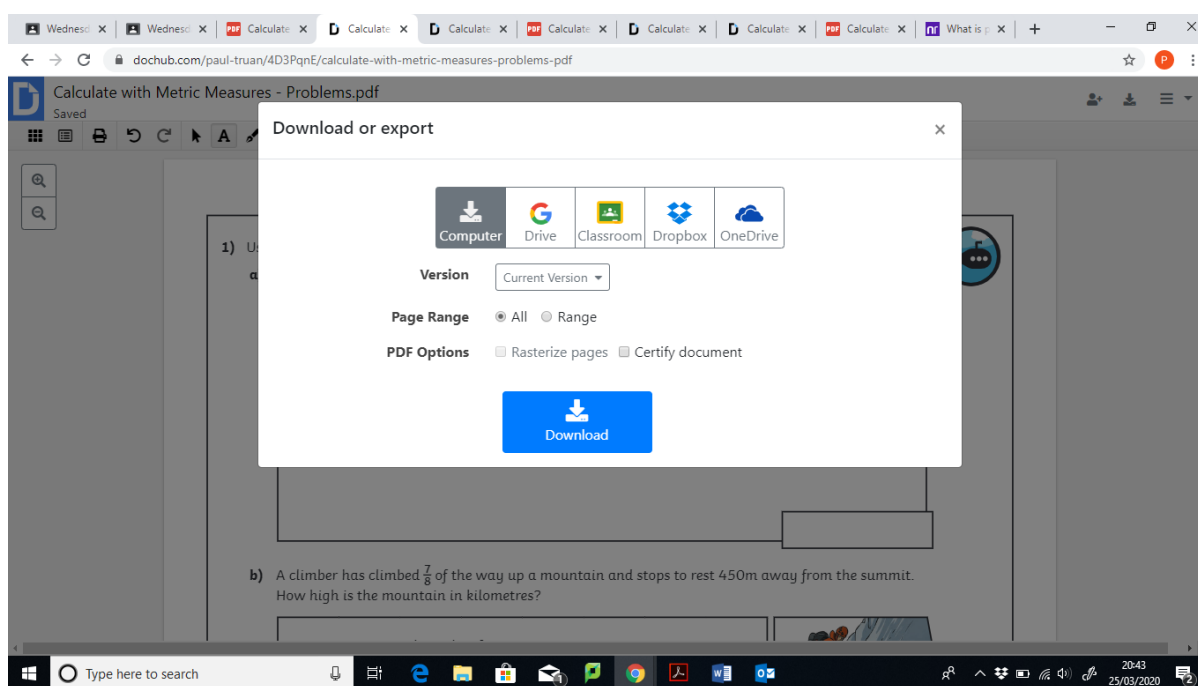 Wednesd Wednesd Calculate Calculate Calculate Calculate Calculate Calculate Calculate What is p
dochub.com/paul-truan/4D3PqnE/calculate-with-metric-measures-problems-pdf
P
Calculate with Metric Measures - Problems.pdf
Saved
A
Download or export
Computer Drive Classroom Dropbox OneDrive
Version Current Version
Page Range All Range
PDF Options Rasterize pages Certify document
Download
1) U
a
b) A climber has climbed 7/8 of the way up a mountain and stops to rest 450m away from the summit.
How high is the mountain in kilometres?
Type here to search
20:43
25/03/2020